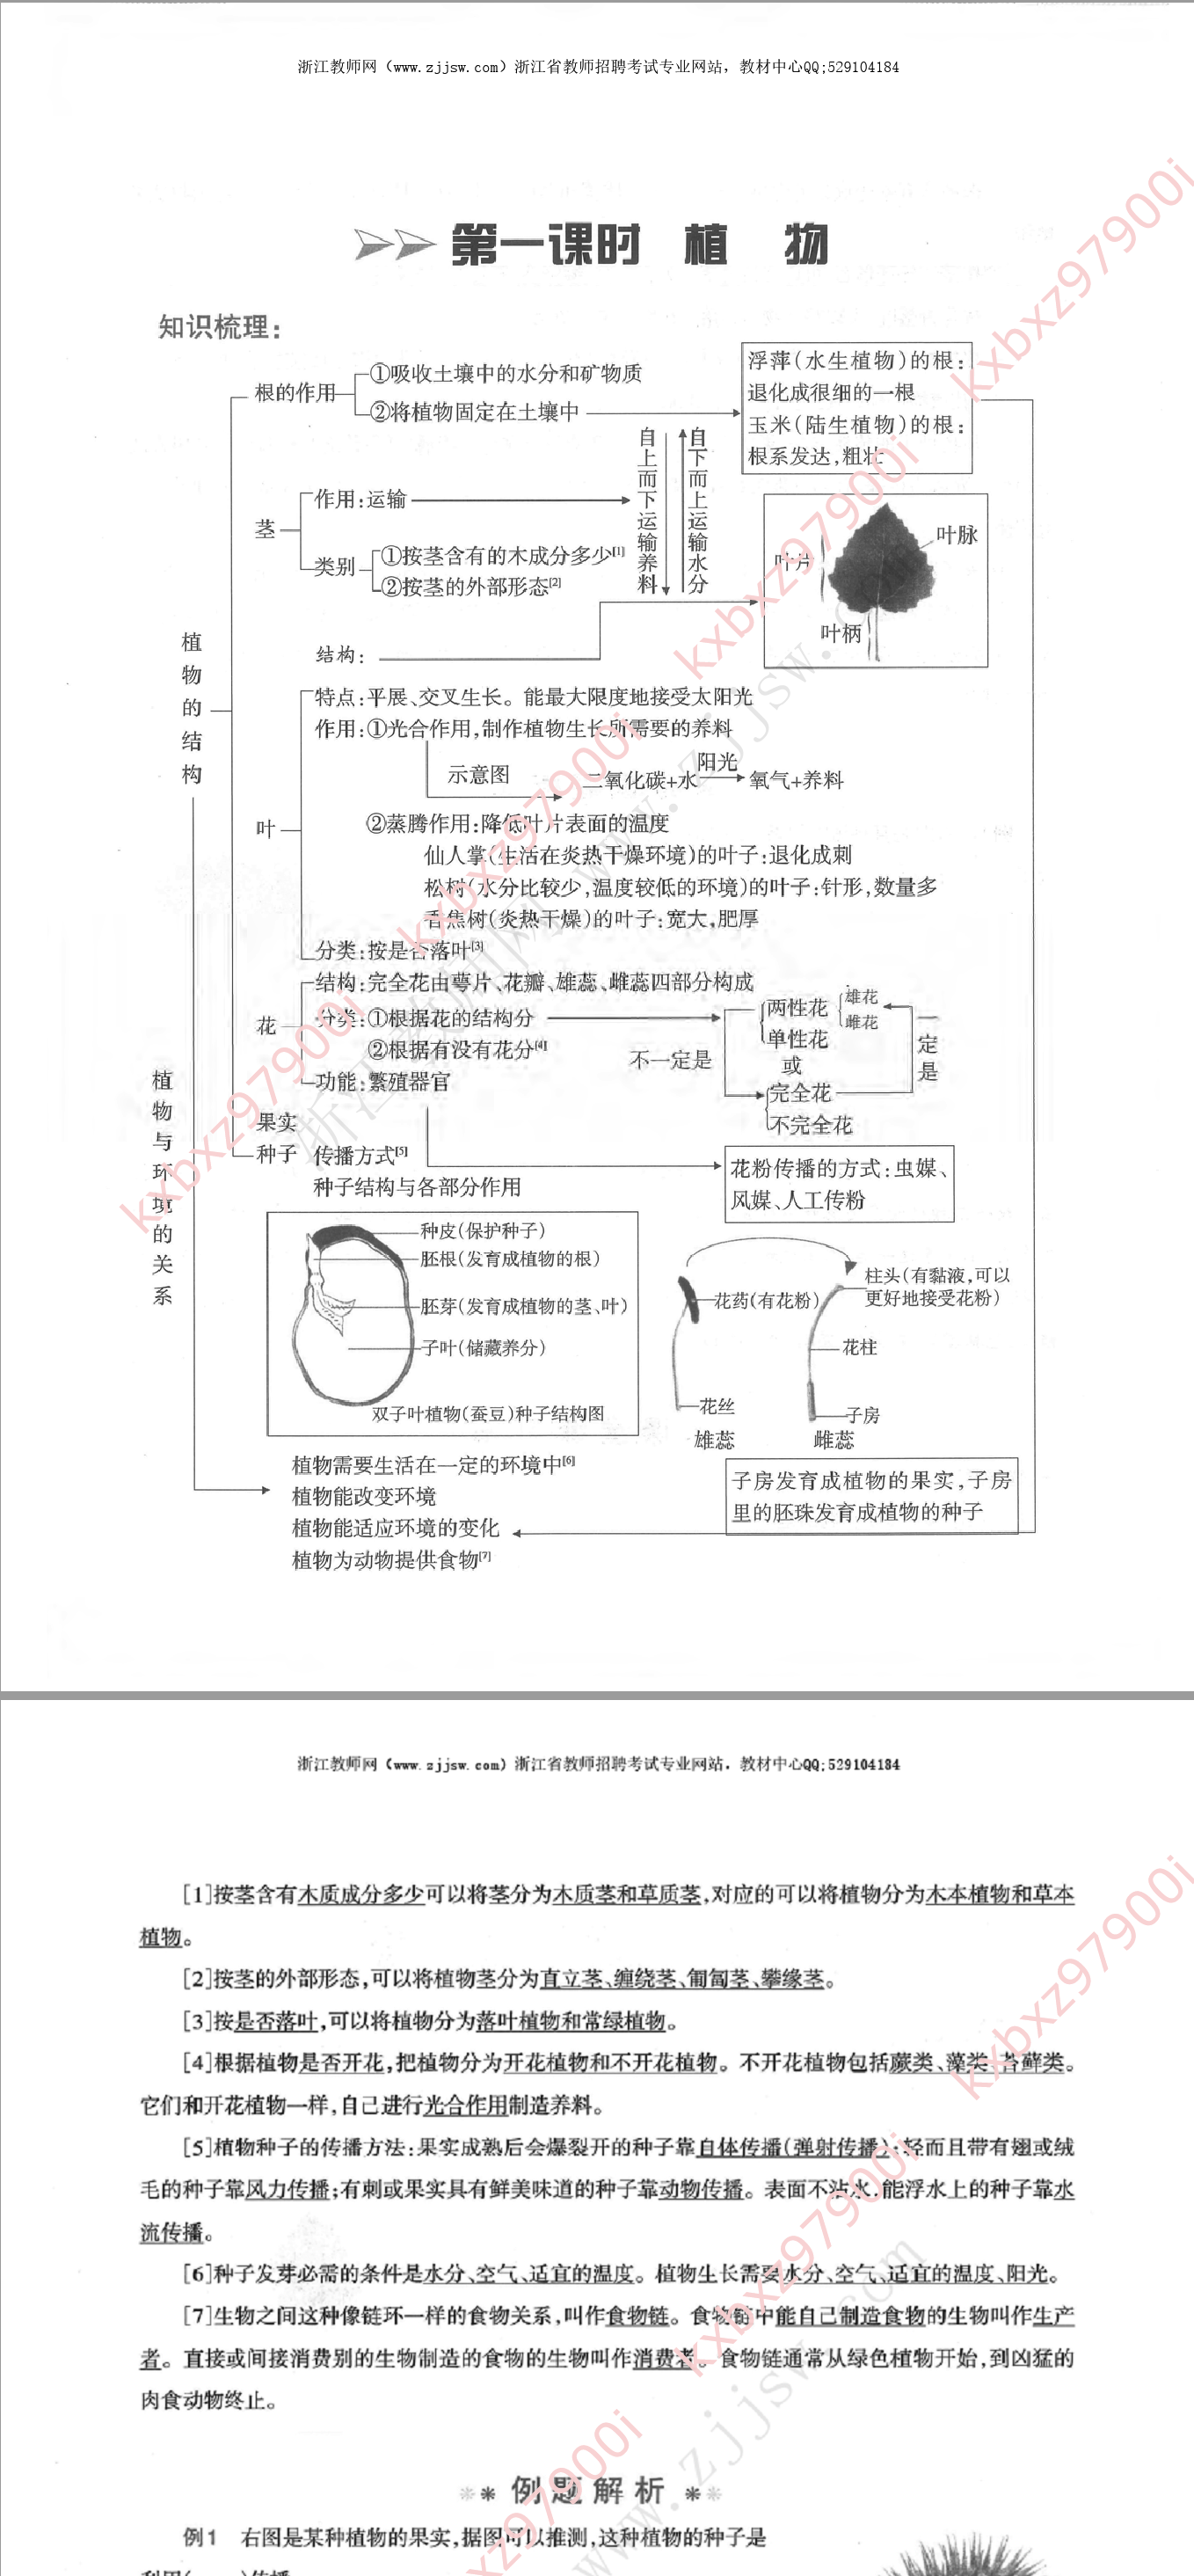 浙江教师网（www.zjjsw.com）浙江省教师招聘考试专业网站，教材中心QQ;529104184
第一课时 植 物
知识梳理：
根的作用
①吸收土壤中的水分和矿物质
②将植物固定在土壤中
浮萍(水生植物)的根：
退化成很细的一根
玉米(陆生植物)的根：
根系发达，粗壮
自上而下运输养料
自下而上运输水分
茎
作用：运输
类别
①按茎含有的木成分多少[1]
②按茎的外部形态[2]
叶片
叶脉
叶柄
结构：
植物的结构
叶
特点：平展、交叉生长。能最大限度地接受太阳光
作用：①光合作用，制作植物生长所需要的养料
示意图
二氧化碳+水
阳光
氧气+养料
②蒸腾作用：降低叶片表面的温度
仙人掌(生活在炎热干燥环境)的叶子：退化成刺
松树(水分比较少，温度较低的环境)的叶子：针形，数量多
香焦树(炎热干燥)的叶子：宽大，肥厚
分类：按是否落叶[3]
花
结构：完全花由萼片、花瓣、雄蕊、雌蕊四部分构成
分类：①根据花的结构分
②根据有没有花分[4]
功能：繁殖器官
不一定是
两性花
雄花
雌花
单性花
或
完全花
不完全花
一定是
果实
种子
传播方式[5]
种子结构与各部分作用
花粉传播的方式：虫媒、
风媒、人工传粉
植物与环境的关系
种皮(保护种子)
胚根(发育成植物的根)
胚芽(发育成植物的茎、叶)
子叶(储藏养分)
双子叶植物(蚕豆)种子结构图
花药(有花粉)
花丝
雄蕊
柱头(有黏液，可以
更好地接受花粉)
花柱
子房
雌蕊
子房发育成植物的果实，子房
里的胚珠发育成植物的种子
植物需要生活在一定的环境中[6]
植物能改变环境
植物能适应环境的变化
植物为动物提供食物[7]
浙江教师网（www.zjjsw.com）浙江省教师招聘考试专业网站，教材中心QQ;529104184
[1]按茎含有木质成分多少可以将茎分为木质茎和草质茎，对应的可以将植物分为木本植物和草本
植物。
[2]按茎的外部形态，可以将植物茎分为直立茎、缠绕茎、匍匐茎、攀缘茎。
[3]按是否落叶，可以将植物分为落叶植物和常绿植物。
[4]根据植物是否开花，把植物分为开花植物和不开花植物。不开花植物包括蕨类、藻类、苔藓类。
它们和开花植物一样，自己进行光合作用制造养料。
[5]植物种子的传播方法：果实成熟后会爆裂开的种子靠自体传播(弹射传播)；轻而且带有翅或绒
毛的种子靠风力传播；有刺或果实具有鲜美味道的种子靠动物传播。表面不沾水，能浮水上的种子靠水
流传播。
[6]种子发芽必需的条件是水分、空气、适宜的温度。植物生长需要水分、空气、适宜的温度、阳光。
[7]生物之间这种像链环一样的食物关系，叫作食物链。食物链中能自己制造食物的生物叫作生产
者。直接或间接消费别的生物制造的食物的生物叫作消费者。食物链通常从绿色植物开始，到凶猛的
肉食动物终止。
例题解析
例1 右图是某种植物的果实，据图可以推测，这种植物的种子是
利用( )传播
kxbxz97900i
kxbxz97900i
kxbxz97900i
kxbxz97900i
浙江教师网 www.zjjsw.com
kxbxz97900i
kxbxz97900i
kxbxz97900i
www.zjjsw.com